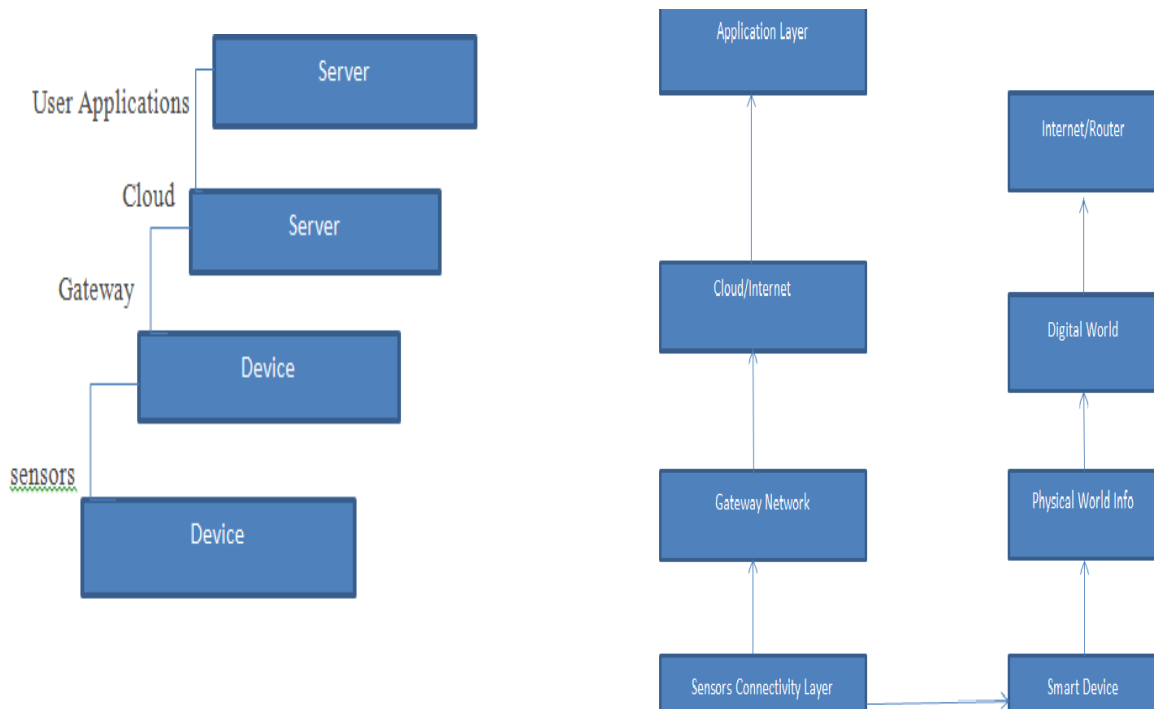 Server
User Applications
Cloud
Server
Gateway
Device
sensors
Device
Application Layer
Cloud/Internet
Gateway Network
Sensors Connectivity Layer
Internet/Router
Digital World
Physical World Info
Smart Device